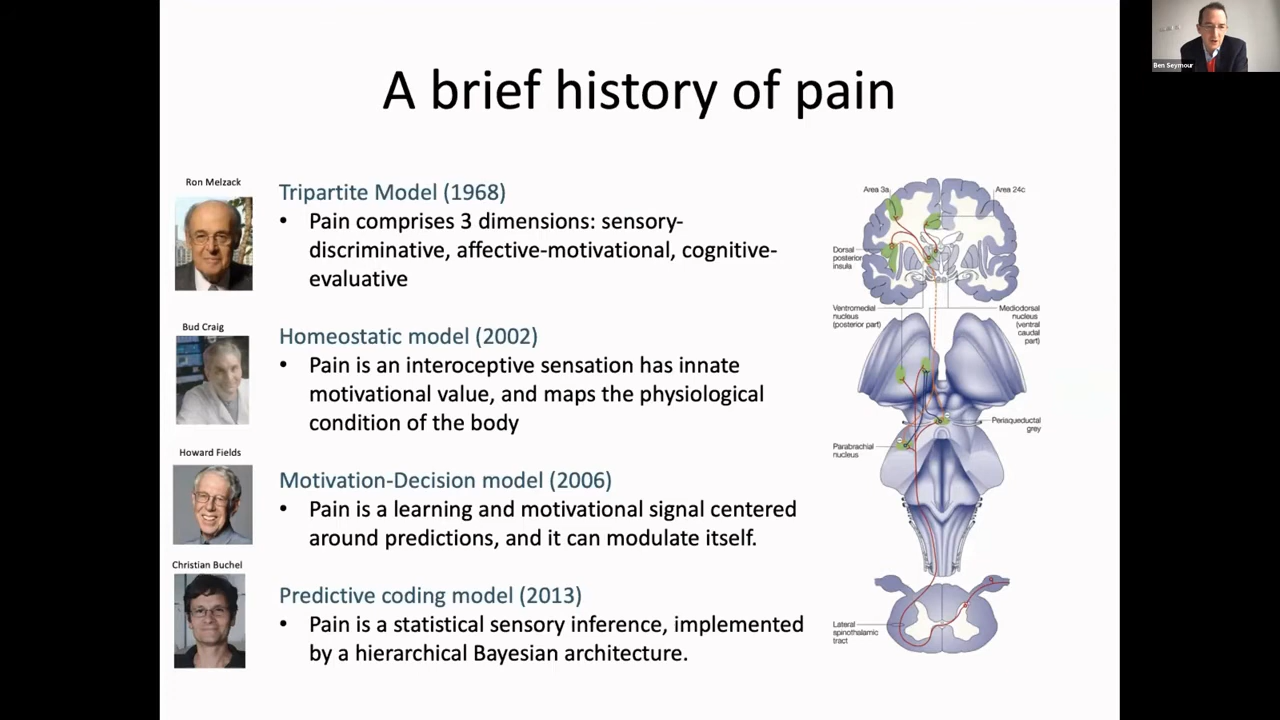 Ben Seymour
A brief history of pain
Ron Melzack
Tripartite Model (1968)
• Pain comprises 3 dimensions: sensory-
discriminative, affective-motivational, cognitive-
evaluative
Bud Craig
Homeostatic model (2002)
• Pain is an interoceptive sensation has innate
motivational value, and maps the physiological
condition of the body
Howard Fields
Motivation-Decision model (2006)
• Pain is a learning and motivational signal centered
around predictions, and it can modulate itself.
Christian Buchel
Predictive coding model (2013)
• Pain is a statistical sensory inference, implemented
by a hierarchical Bayesian architecture.
Area 3a
Area 24c
Dorsal
posterior
insula
Ventromedial
nucleus
(posterior part)
Mediodorsal
nucleus
(ventral
caudal
part)
Periaqueductal
grey
Parabrachial
nucleus
Lateral
spinothalamic
tract